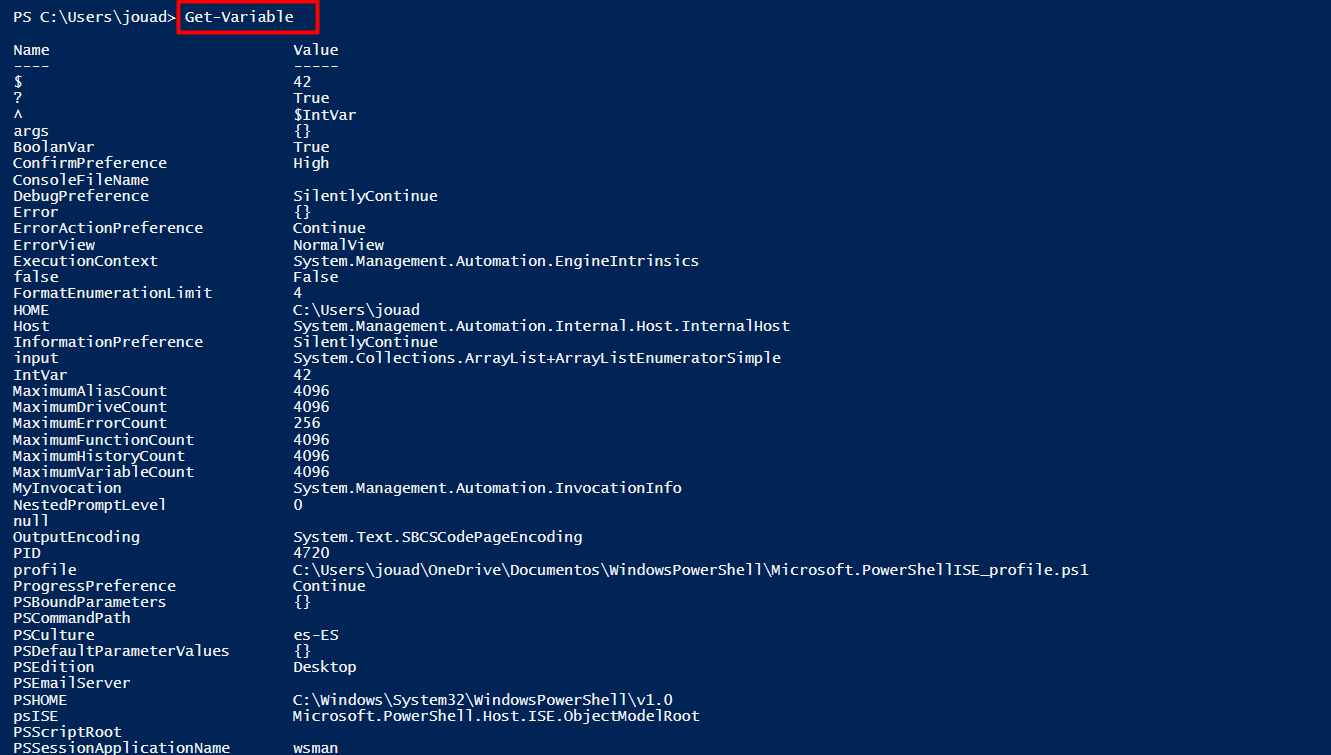 PS C:\Users\jouad> Get-Variable
Name Value
---- -----
$ 42
? True
^ $IntVar
args {}
BoolanVar True
ConfirmPreference High
ConsoleFileName
DebugPreference SilentlyContinue
Error {}
ErrorActionPreference Continue
ErrorView NormalView
ExecutionContext System.Management.Automation.EngineIntrinsics
false False
FormatEnumerationLimit 4
HOME C:\Users\jouad
Host System.Management.Automation.Internal.Host.InternalHost
InformationPreference SilentlyContinue
input System.Collections.ArrayList+ArrayListEnumeratorSimple
IntVar 42
MaximumAliasCount 4096
MaximumDriveCount 4096
MaximumErrorCount 256
MaximumFunctionCount 4096
MaximumHistoryCount 4096
MaximumVariableCount 4096
MyInvocation System.Management.Automation.InvocationInfo
NestedPromptLevel 0
null
OutputEncoding System.Text.SBCSCodePageEncoding
PID 4720
profile C:\Users\jouad\OneDrive\Documentos\WindowsPowerShell\Microsoft.PowerShellISE_profile.ps1
ProgressPreference Continue
PSBoundParameters {}
PSCommandPath
PSCulture es-ES
PSDefaultParameterValues {}
PSEdition Desktop
PSEmailServer
PSHOME C:\Windows\System32\WindowsPowerShell\v1.0
psISE Microsoft.PowerShell.Host.ISE.ObjectModelRoot
PSScriptRoot
PSSessionApplicationName wsman